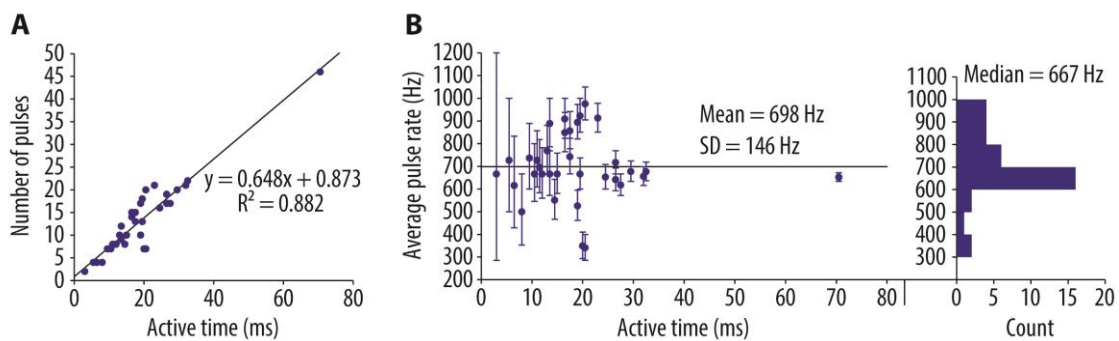 A
Number of pulses
50
45
40
35
30
25
20
15
10
5
0
y = 0.648x + 0.873
R² = 0.882
0 20 40 60 80
Active time (ms)
B
Average pulse rate (Hz)
1200
1100
1000
900
800
700
600
500
400
300
200
Mean = 698 Hz
SD = 146 Hz
0 10 20 30 40 50 60 70 80
Active time (ms)
Median = 667 Hz
1100
1000
900
800
700
600
500
400
300
0 5 10 15 20
Count